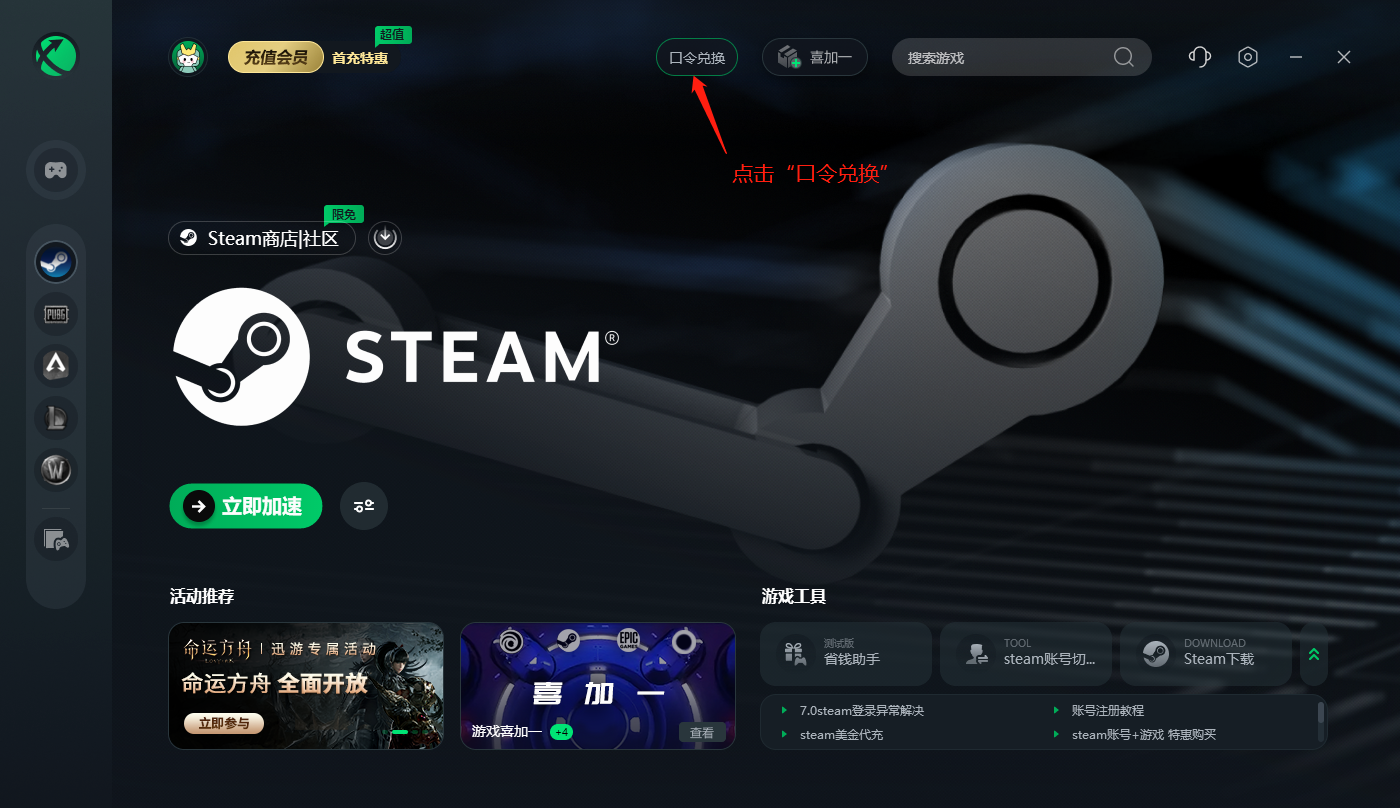 超值
充值会员 首充特惠
口令兑换
喜加一
搜索游戏
点击“口令兑换”
限免
Steam商店|社区
STEAM®
PUBG
立即加速
活动推荐
游戏工具
命运方舟 | 迅游专属活动
命运方舟 全面开放
立即参与
EPIC GAMES
喜加一
游戏喜加一 +4 查看
测试版
省钱助手
TOOL
steam账号切...
DOWNLOAD
Steam下载
7.0steam登录异常解决
账号注册教程
steam美金代充
steam账号+游戏 特惠购买